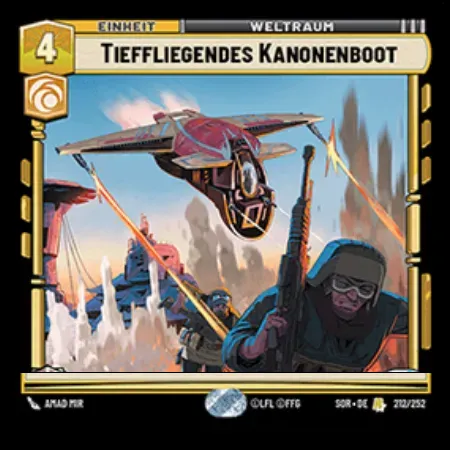 4
EINHEIT
WELTRAUM
TIEFFLIEGENDES KANONENBOOT
AMAD MIR
©LFL ©FFG
SOR • DE
212/252